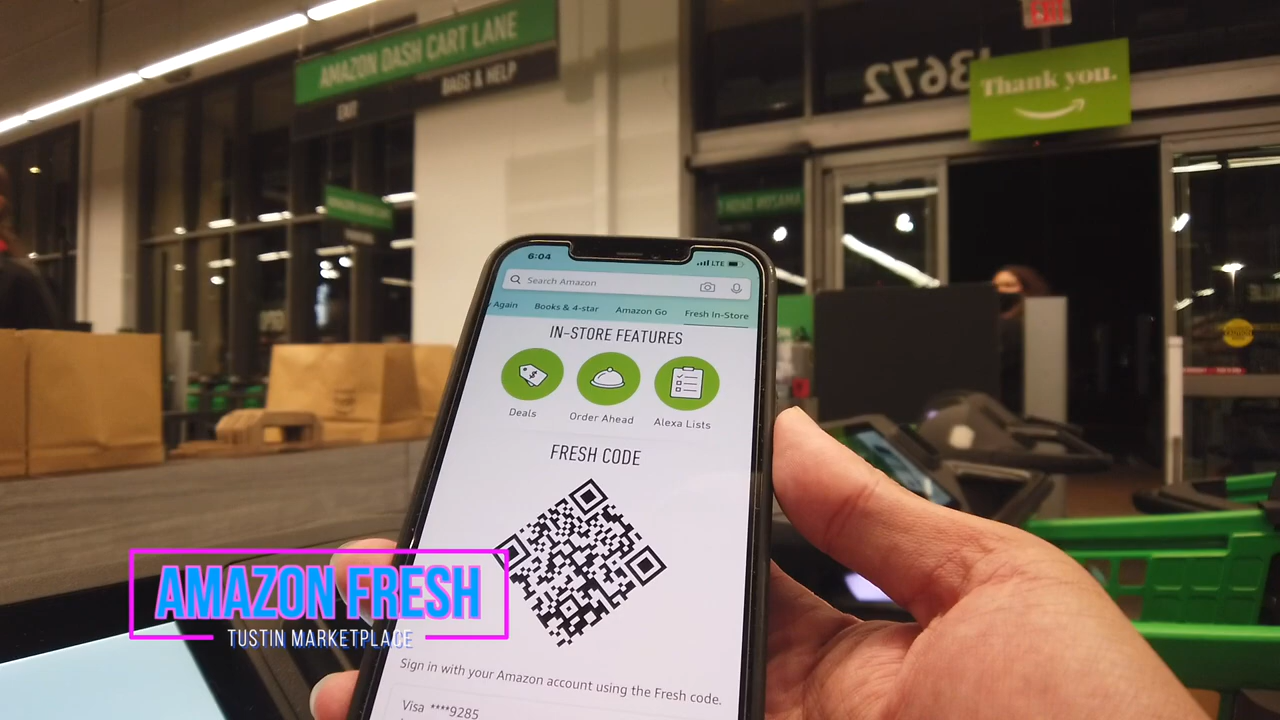 AMAZON DASH CART LANE
EXIT
BAGS & HELP
EXIT
13672
Thank you.
6:04
LTE
Search Amazon
Again
Books & 4-star
Amazon Go
Fresh In-Store
IN-STORE FEATURES
Deals
Order Ahead
Alexa Lists
FRESH CODE
AMAZON FRESH
TUSTIN MARKETPLACE
Sign in with your Amazon account using the Fresh code.
Visa ****9285